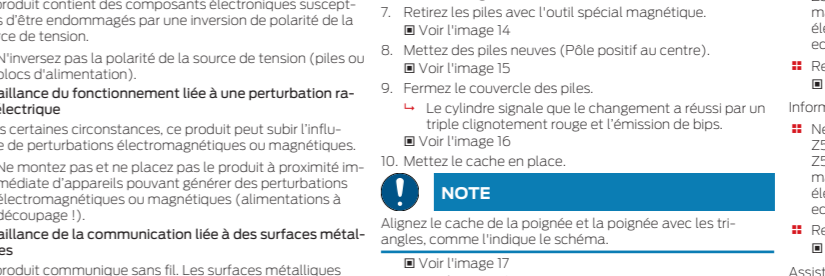 produit contient des composants électroniques suscept-
s d'être endommagés par une inversion de polarité de la
rce de tension.
N'inversez pas la polarité de la source de tension (piles ou
blocs d'alimentation).
aillance du fonctionnement liée à une perturbation ra-
électrique
s certaines circonstances, ce produit peut subir l'influ-
e de perturbations électromagnétiques ou magnétiques.
Ne montez pas et ne placez pas le produit à proximité im-
médiate d'appareils pouvant générer des perturbations
électromagnétiques ou magnétiques (alimentations à
découpage !).
aillance de la communication liée à des surfaces métal-
es
produit communique sans fil. Les surfaces métalliques
7. Retirez les piles avec l'outil spécial magnétique.
▣ Voir l'image 14
8. Mettez des piles neuves (Pôle positif au centre).
▣ Voir l'image 15
9. Fermez le couvercle des piles.
↳ Le cylindre signale que le changement a réussi par un
triple clignotement rouge et l'émission de bips.
▣ Voir l'image 16
10. Mettez le cache en place.
NOTE
Alignez le cache de la poignée et la poignée avec les tri-
angles, comme l'indique le schéma.
▣ Voir l'image 17
ma
éle
ec
Re
Inform
Ne
Z5
Z5
ma
éle
ec
Re
Assist